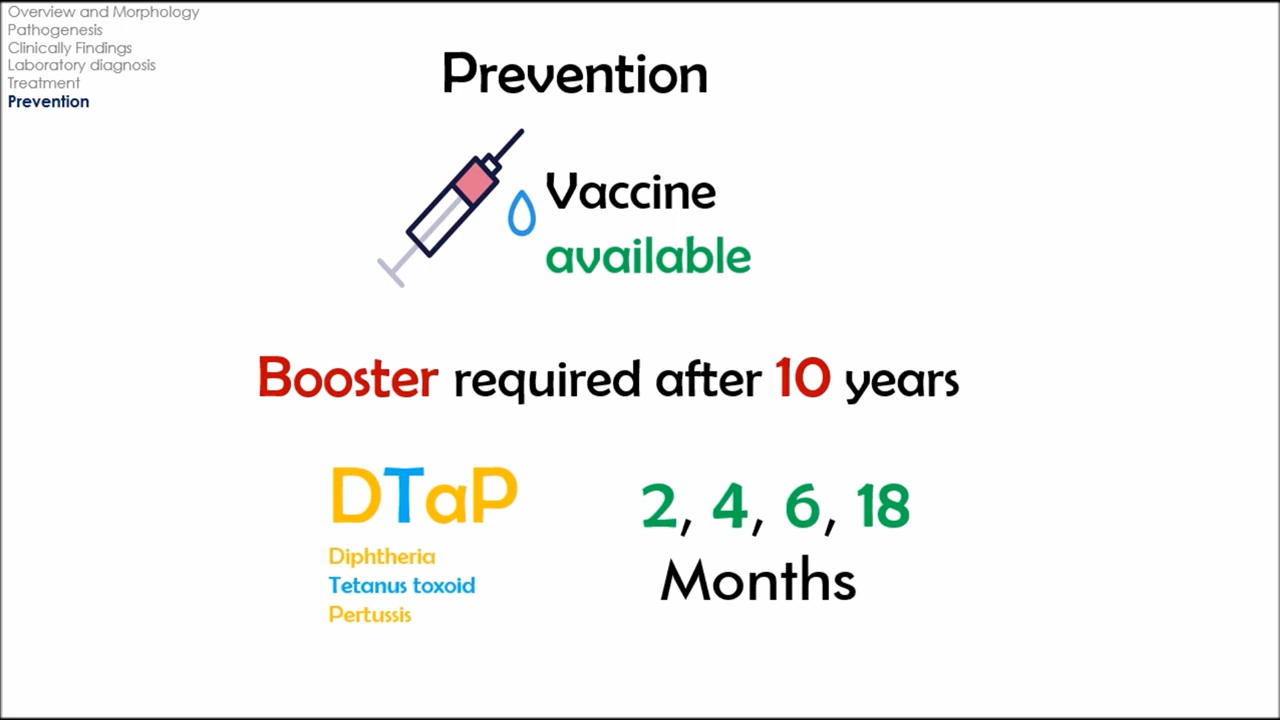 Overview and Morphology
Pathogenesis
Clinically Findings
Laboratory diagnosis
Treatment
Prevention
Prevention
Vaccine
available
Booster required after 10 years
DTaP
Diphtheria
Tetanus toxoid
Pertussis
2, 4, 6, 18
Months